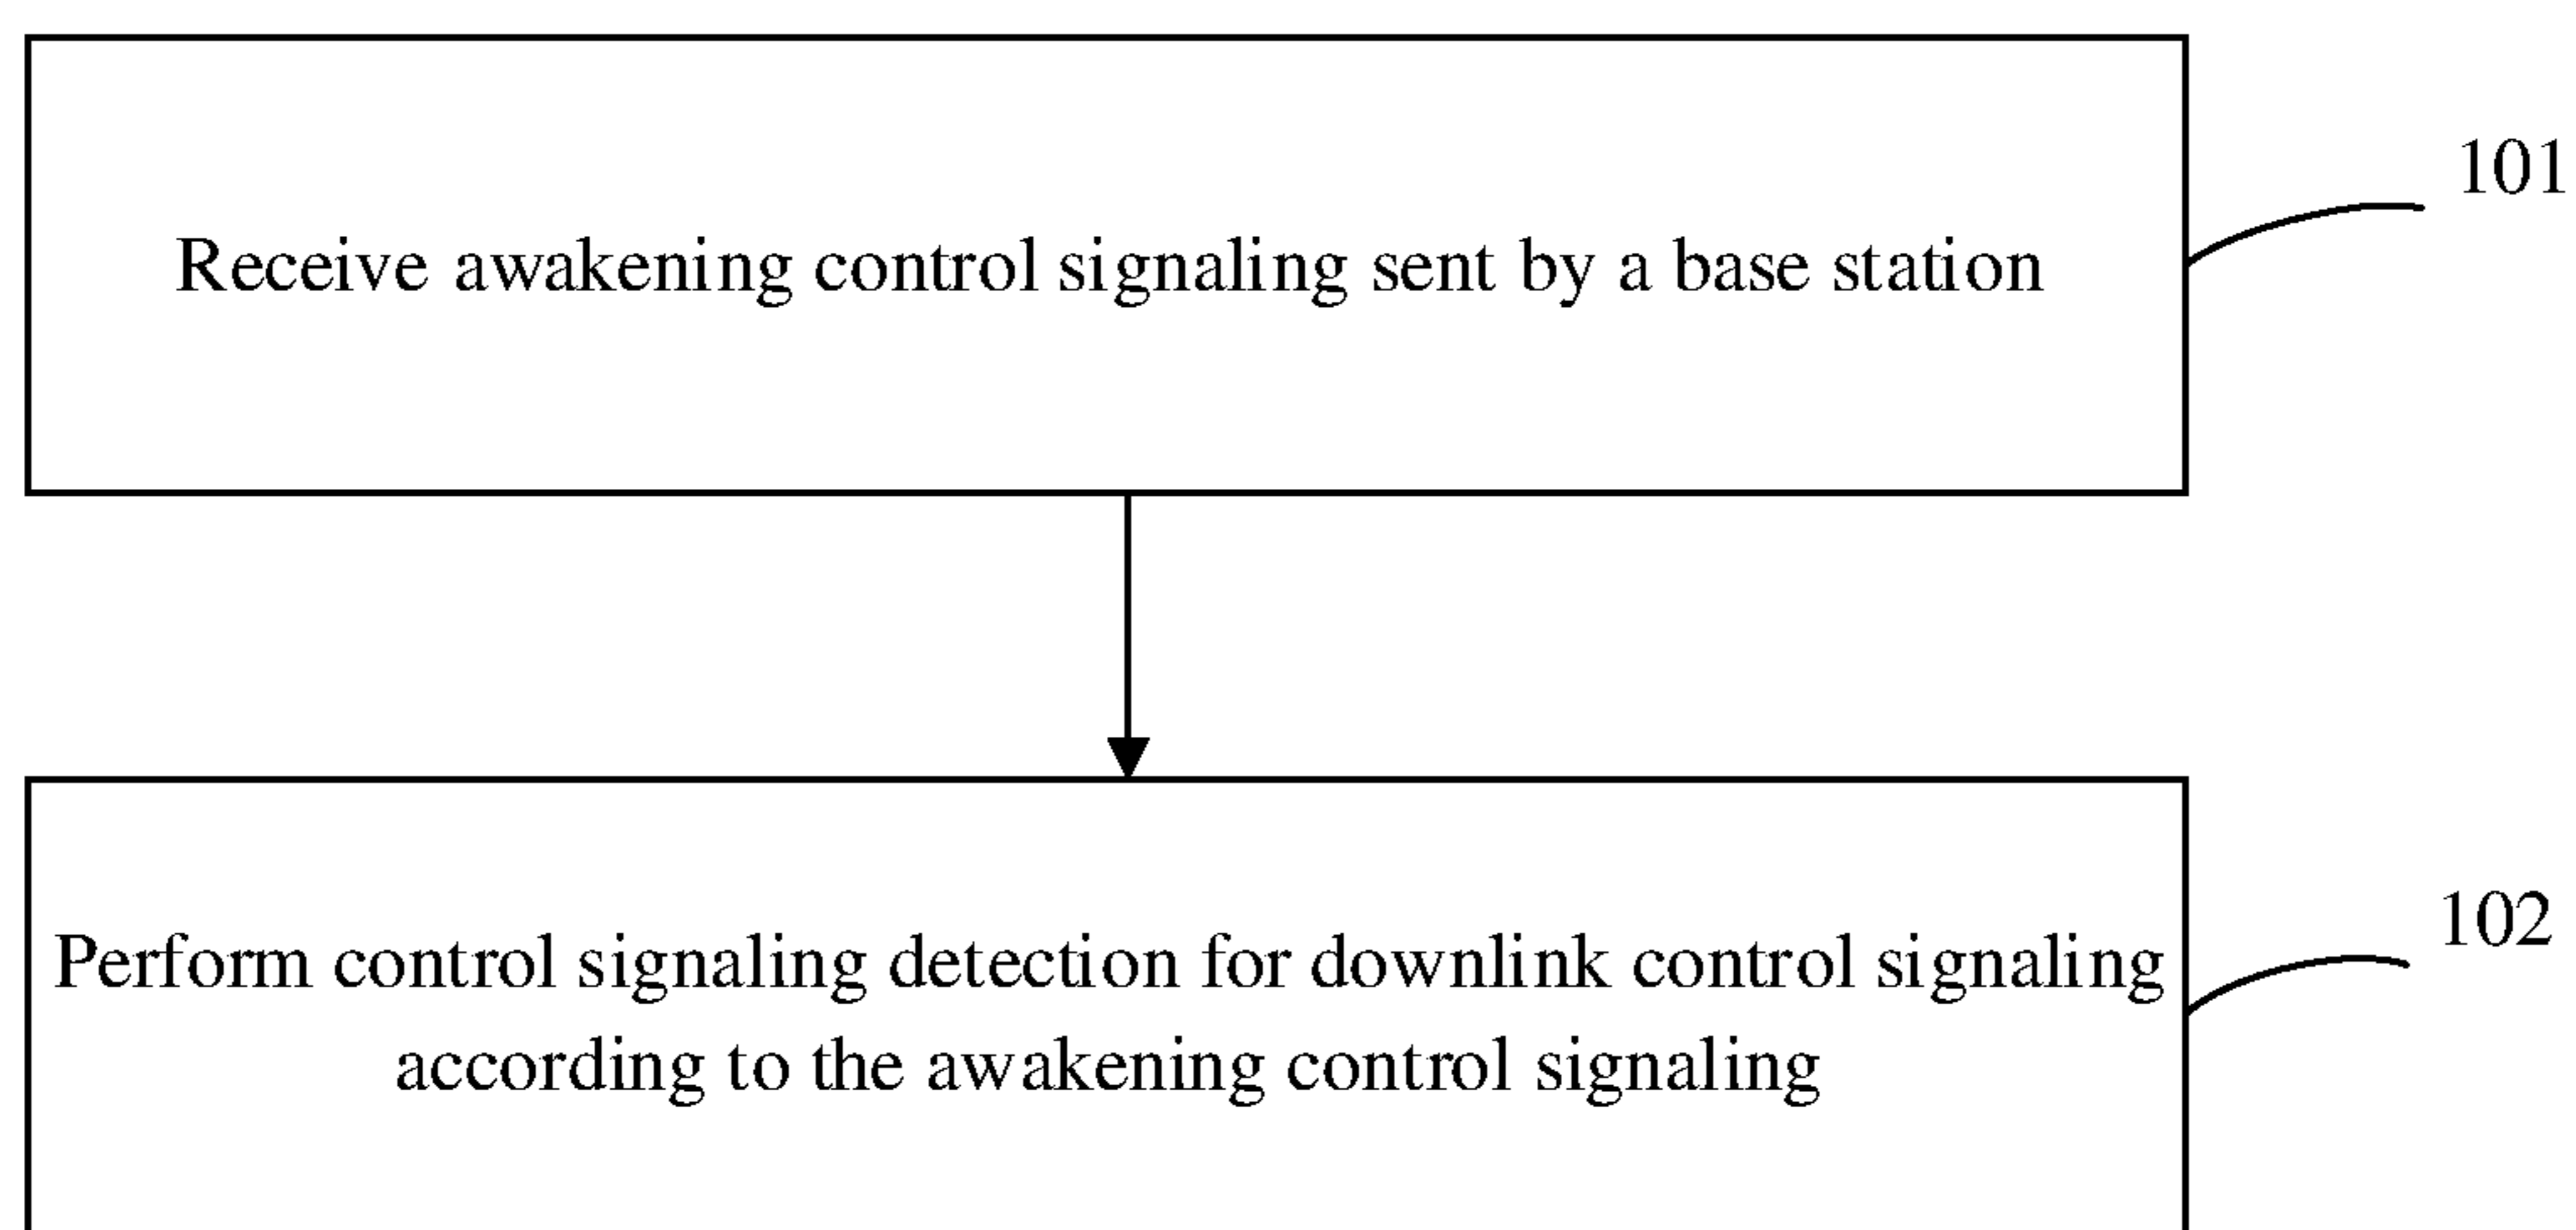 101
Receive awakening control signaling sent by a base station
102
Perform control signaling detection for downlink control signaling
according to the awakening control signaling